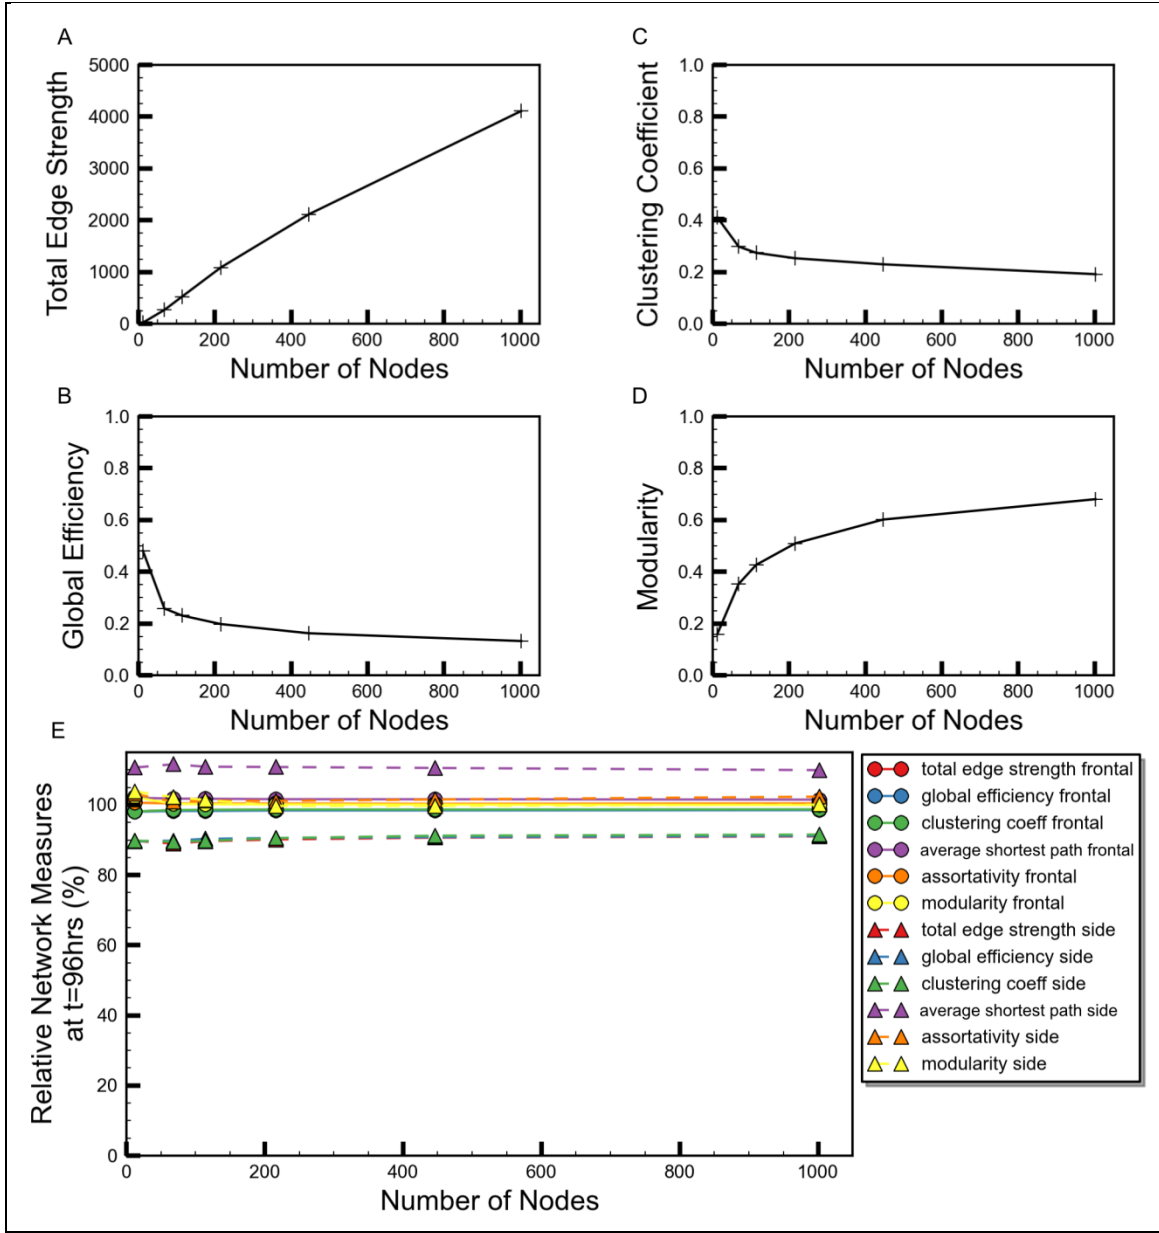 A
Total Edge Strength
5000
4000
3000
2000
1000
0
0 200 400 600 800 1000
Number of Nodes
C
Clustering Coefficient
1.0
0.8
0.6
0.4
0.2
0.0
0 200 400 600 800 1000
Number of Nodes
B
Global Efficiency
1.0
0.8
0.6
0.4
0.2
0.0
0 200 400 600 800 1000
Number of Nodes
D
Modularity
1.0
0.8
0.6
0.4
0.2
0.0
0 200 400 600 800 1000
Number of Nodes
E
Relative Network Measures
at t=96hrs (%)
100
80
60
40
20
0
0 200 400 600 800 1000
Number of Nodes
total edge strength frontal
global efficiency frontal
clustering coeff frontal
average shortest path frontal
assortativity frontal
modularity frontal
total edge strength side
global efficiency side
clustering coeff side
average shortest path side
assortativity side
modularity side